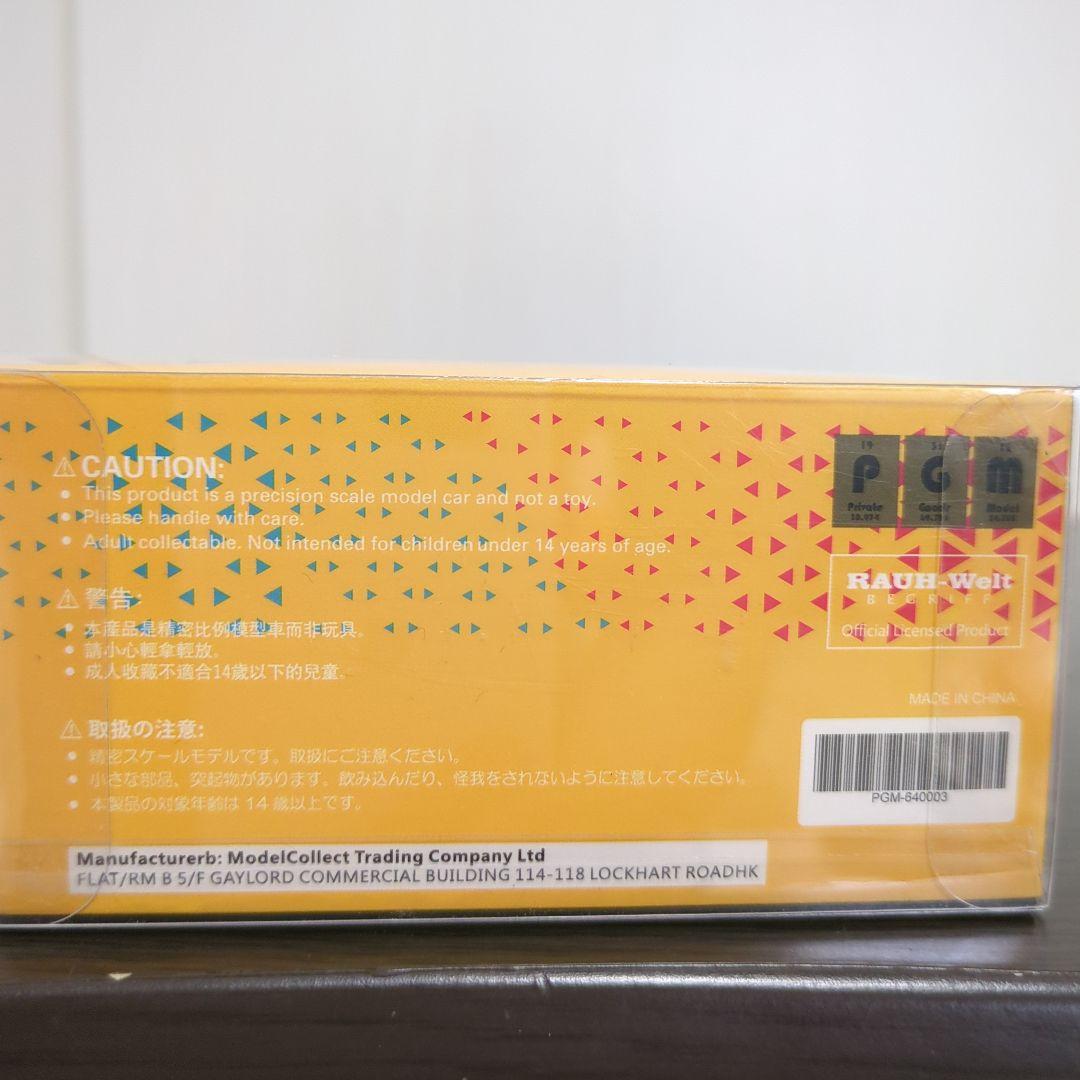 ⚠ CAUTION:
• This product is a precision scale model car and not a toy.
• Please handle with care.
• Adult collectable. Not intended for children under 14 years of age.
⚠ 警告:
• 本產品是精密比例模型車而非玩具。
• 請小心輕拿輕放。
• 成人收藏不適合14歲以下的兒童。
⚠ 取扱の注意:
• 精密スケールモデルです。取扱にご注意ください。
• 小さな部品、突起物があります。飲み込んだり、怪我をされないように注意してください。
• 本製品の対象年齢は 14 歳以上です。
Manufacturerb: ModelCollect Trading Company Ltd
FLAT/RM B 5/F GAYLORD COMMERCIAL BUILDING 114-118 LOCKHART ROADHK
P G M
Private Model
RAUH-Welt
BEGRIFF
Official Licensed Product
MADE IN CHINA
PGM-640003